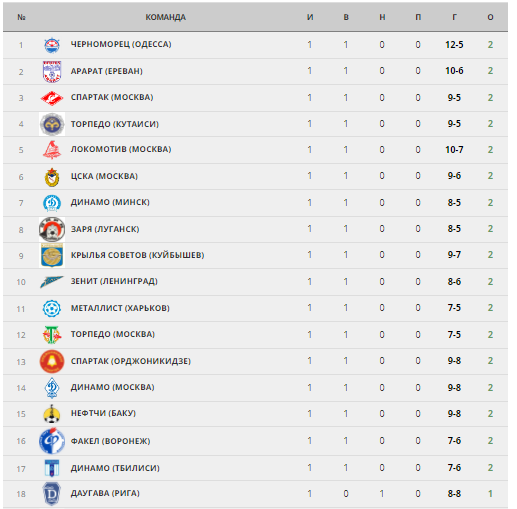 № КОМАНДА И В Н П Г О
1 ЧЕРНОМОРЕЦ (ОДЕССА) 1 1 0 0 12-5 2
2 АРАРАТ (ЕРЕВАН) 1 1 0 0 10-6 2
3 СПАРТАК (МОСКВА) 1 1 0 0 9-5 2
4 ТОРПЕДО (КУТАИСИ) 1 1 0 0 9-5 2
5 ЛОКОМОТИВ (МОСКВА) 1 1 0 0 10-7 2
6 ЦСКА (МОСКВА) 1 1 0 0 9-6 2
7 ДИНАМО (МИНСК) 1 1 0 0 8-5 2
8 ЗАРЯ (ЛУГАНСК) 1 1 0 0 8-5 2
9 КРЫЛЬЯ СОВЕТОВ (КУЙБЫШЕВ) 1 1 0 0 9-7 2
10 ЗЕНИТ (ЛЕНИНГРАД) 1 1 0 0 8-6 2
11 МЕТАЛЛИСТ (ХАРЬКОВ) 1 1 0 0 7-5 2
12 ТОРПЕДО (МОСКВА) 1 1 0 0 7-5 2
13 СПАРТАК (ОРДЖОНИКИДЗЕ) 1 1 0 0 9-8 2
14 ДИНАМО (МОСКВА) 1 1 0 0 9-8 2
15 НЕФТЧИ (БАКУ) 1 1 0 0 9-8 2
16 ФАКЕЛ (ВОРОНЕЖ) 1 1 0 0 7-6 2
17 ДИНАМО (ТБИЛИСИ) 1 1 0 0 7-6 2
18 ДАУГАВА (РИГА) 1 0 1 0 8-8 1